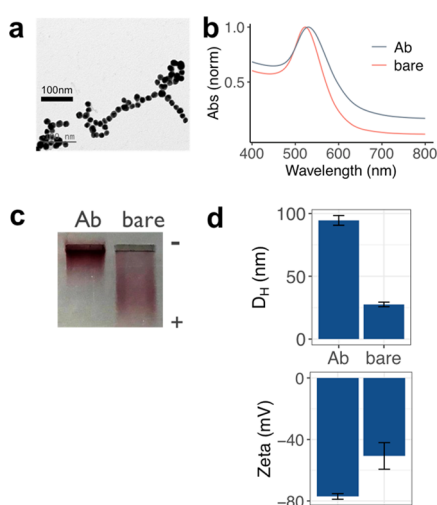 a
100nm
nm
b
1.0
0.5
Abs (norm)
Ab
bare
400 500 600 700 800
Wavelength (nm)
c
Ab bare
-
+
d
100
50
0
D_H (nm)
Ab bare
0
-40
-80
Zeta (mV)